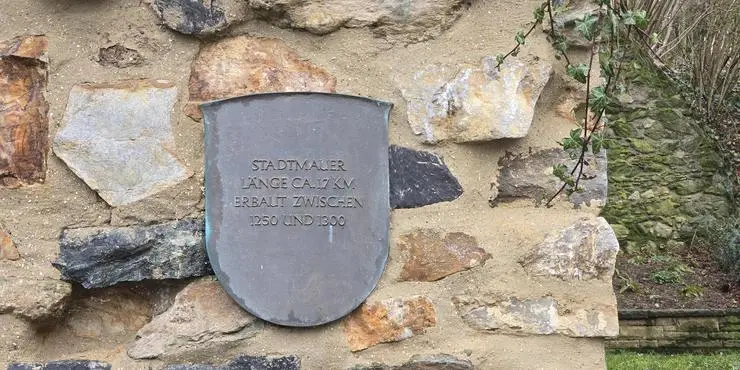 STADTMAUER
LÄNGE CA. 1,7 KM
ERBAUT ZWISCHEN
1250 UND 1300